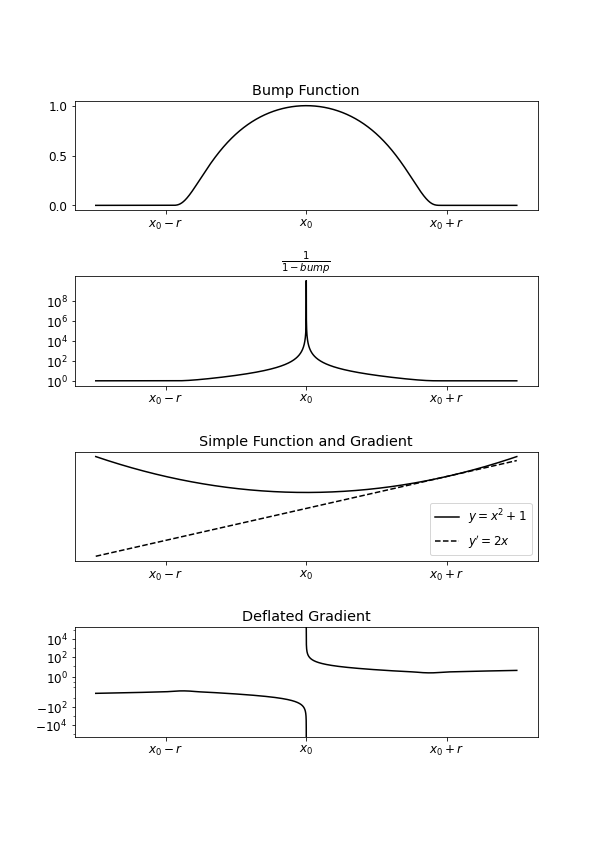 Bump Function
1.0
0.5
0.0
x₀ − r x₀ x₀ + r
1
1 − bump
10⁸
10⁶
10⁴
10²
10⁰
x₀ − r x₀ x₀ + r
Simple Function and Gradient
y = x² + 1
y′ = 2x
x₀ − r x₀ x₀ + r
Deflated Gradient
10⁴
10²
10⁰
−10²
−10⁴
x₀ − r x₀ x₀ + r